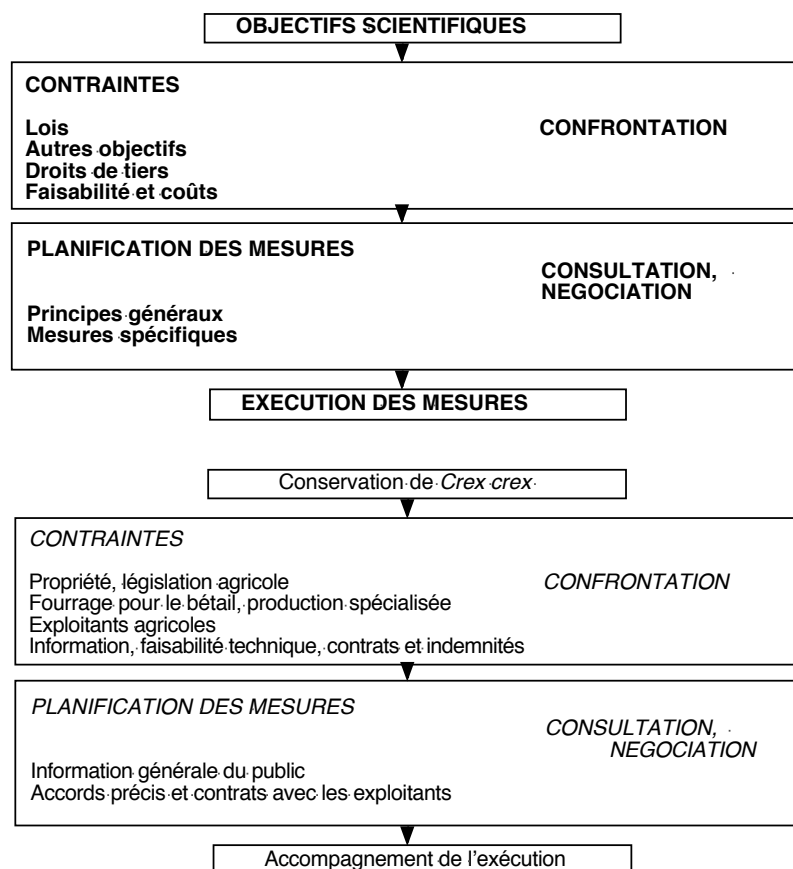 OBJECTIFS SCIENTIFIQUES
CONTRAINTES
Lois
CONFRONTATION
Autres objectifs
Droits de tiers
Faisabilité et coûts
PLANIFICATION DES MESURES
CONSULTATION,
NEGOCIATION
Principes généraux
Mesures spécifiques
EXECUTION DES MESURES
Conservation de Crex crex
CONTRAINTES
Propriété, législation agricole
CONFRONTATION
Fourrage pour le bétail, production spécialisée
Exploitants agricoles
Information, faisabilité technique, contrats et indemnités
PLANIFICATION DES MESURES
CONSULTATION,
NEGOCIATION
Information générale du public
Accords précis et contrats avec les exploitants
Accompagnement de l'exécution